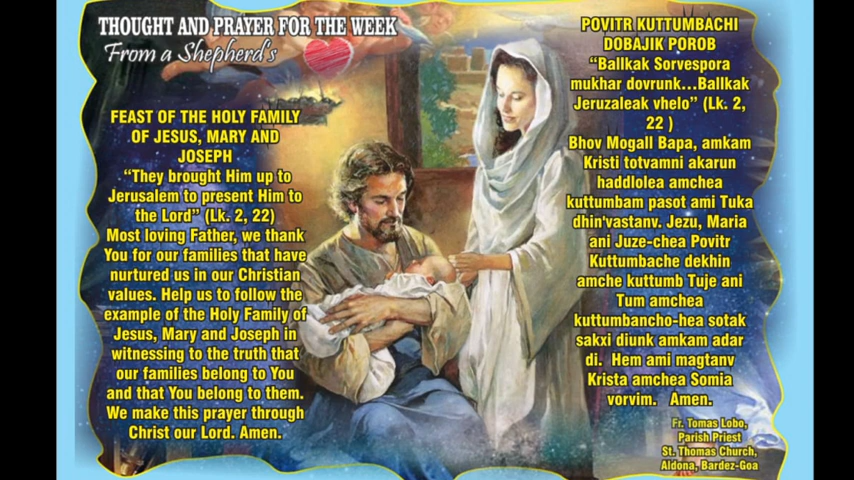 THOUGHT AND PRAYER FOR THE WEEK
From a Shepherd's
FEAST OF THE HOLY FAMILY
OF JESUS, MARY AND
JOSEPH
“They brought Him up to
Jerusalem to present Him to
the Lord” (Lk. 2, 22)
Most loving Father, we thank
You for our families that have
nurtured us in our Christian
values. Help us to follow the
example of the Holy Family of
Jesus, Mary and Joseph in
witnessing to the truth that
our families belong to You
and that You belong to them.
We make this prayer through
Christ our Lord. Amen.
POVITR KUTTUMBACHI
DOBAJIK POROB
“Ballkak Sorvespora
mukhar dovrunk...Ballkak
Jeruzaleak vhelo” (Lk. 2,
22 )
Bhov Mogall Bapa, amkam
Kristi totvamni akarun
haddlolea amchea
kuttumbam pasot ami Tuka
dhin'vastanv. Jezu, Maria
ani Juze-chea Povitr
Kuttumbache dekhin
amche kuttumb Tuje ani
Tum amchea
kuttumbancho-hea sotak
sakxi diunk amkam adar
di. Hem ami magtanv
Krista amchea Somia
vorvim. Amen.
Fr. Tomas Lobo,
Parish Priest
St. Thomas Church,
Aldona, Bardez-Goa